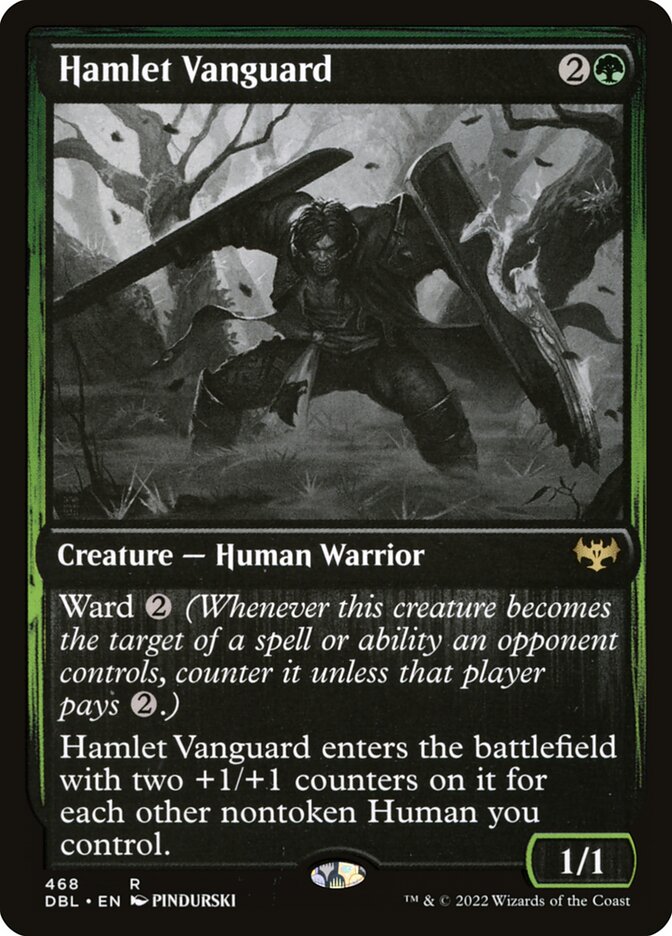 Hamlet Vanguard 2
Creature — Human Warrior
Ward 2 (Whenever this creature becomes
the target of a spell or ability an opponent
controls, counter it unless that player
pays 2.)
Hamlet Vanguard enters the battlefield
with two +1/+1 counters on it for
each other nontoken Human you
control.
1/1
468 R
DBL • EN PINDURSKI
™ & © 2022 Wizards of the Coast